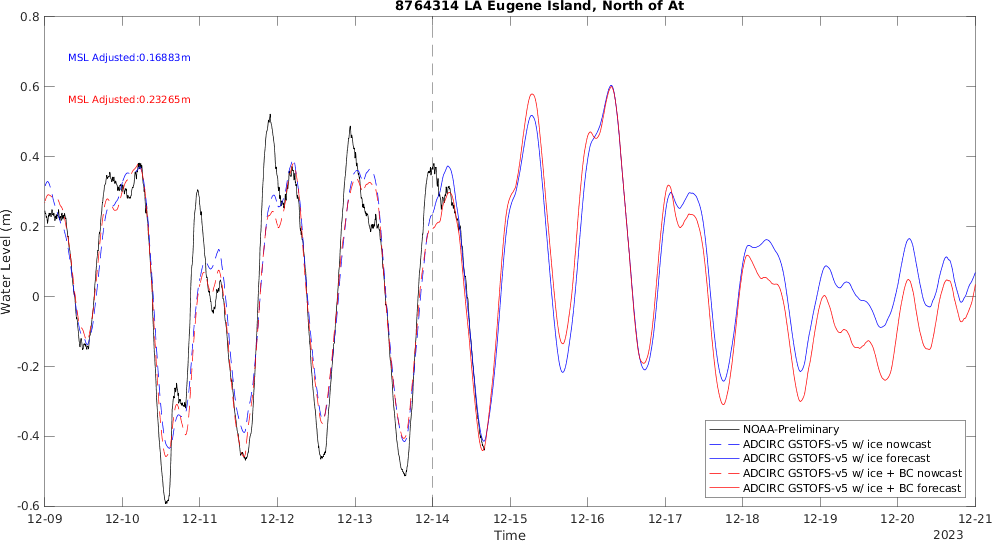 8764314 LA Eugene Island, North of At
0.8
0.6
0.4
0.2
0
-0.2
-0.4
-0.6
Water Level (m)
MSL Adjusted:0.16883m
MSL Adjusted:0.23265m
NOAA-Preliminary
ADCIRC GSTOFS-v5 w/ ice nowcast
ADCIRC GSTOFS-v5 w/ ice forecast
ADCIRC GSTOFS-v5 w/ ice + BC nowcast
ADCIRC GSTOFS-v5 w/ ice + BC forecast
12-09 12-10 12-11 12-12 12-13 12-14 12-15 12-16 12-17 12-18 12-19 12-20 12-21
Time
2023